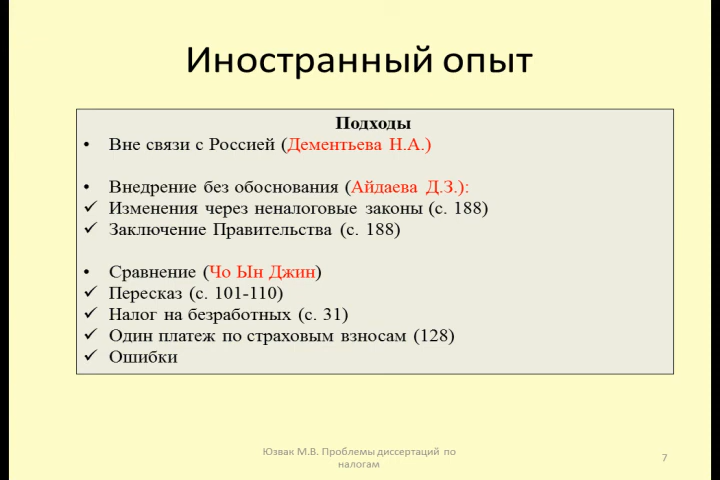 Иностранный опыт
Подходы
• Вне связи с Россией (Дементьева Н.А.)
• Внедрение без обоснования (Айдаева Д.З.):
✓ Изменения через неналоговые законы (с. 188)
✓ Заключение Правительства (с. 188)
• Сравнение (Чо Ын Джин)
✓ Пересказ (с. 101-110)
✓ Налог на безработных (с. 31)
✓ Один платеж по страховым взносам (128)
✓ Ошибки
Юзвак М.В. Проблемы диссертаций по
налогам
7